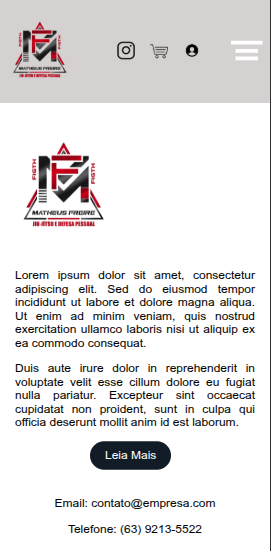 FIGTH
FIGTH
MATHEUS FREIRE
JIU-JITSU E DEFESA PESSOAL
FIGTH
FIGTH
MATHEUS FREIRE
JIU-JITSU E DEFESA PESSOAL
Lorem ipsum dolor sit amet, consectetur
adipiscing elit. Sed do eiusmod tempor
incididunt ut labore et dolore magna aliqua.
Ut enim ad minim veniam, quis nostrud
exercitation ullamco laboris nisi ut aliquip ex
ea commodo consequat.
Duis aute irure dolor in reprehenderit in
voluptate velit esse cillum dolore eu fugiat
nulla pariatur. Excepteur sint occaecat
cupidatat non proident, sunt in culpa qui
officia deserunt mollit anim id est laborum.
Leia Mais
Email: contato@empresa.com
Telefone: (63) 9213-5522